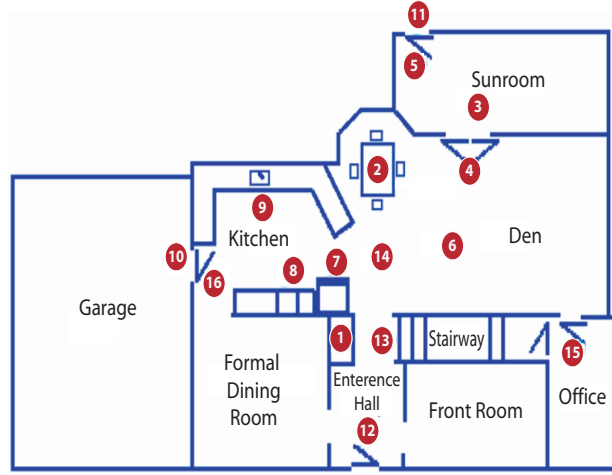 11
5
Sunroom
3
2
4
9
Kitchen
14
6
Den
10
16
8
7
Garage
1
13
Stairway
15
Formal
Dining
Room
Enterence
Hall
Front Room
Office
12